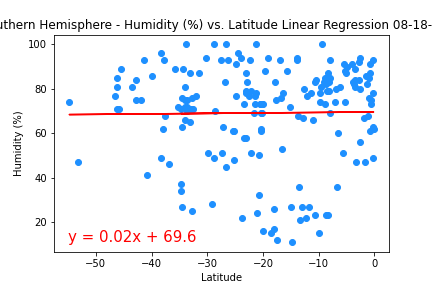 uthern Hemisphere - Humidity (%) vs. Latitude Linear Regression 08-18-
100
80
60
40
20
Humidity (%)
y = 0.02x + 69.6
−50 −40 −30 −20 −10 0
Latitude